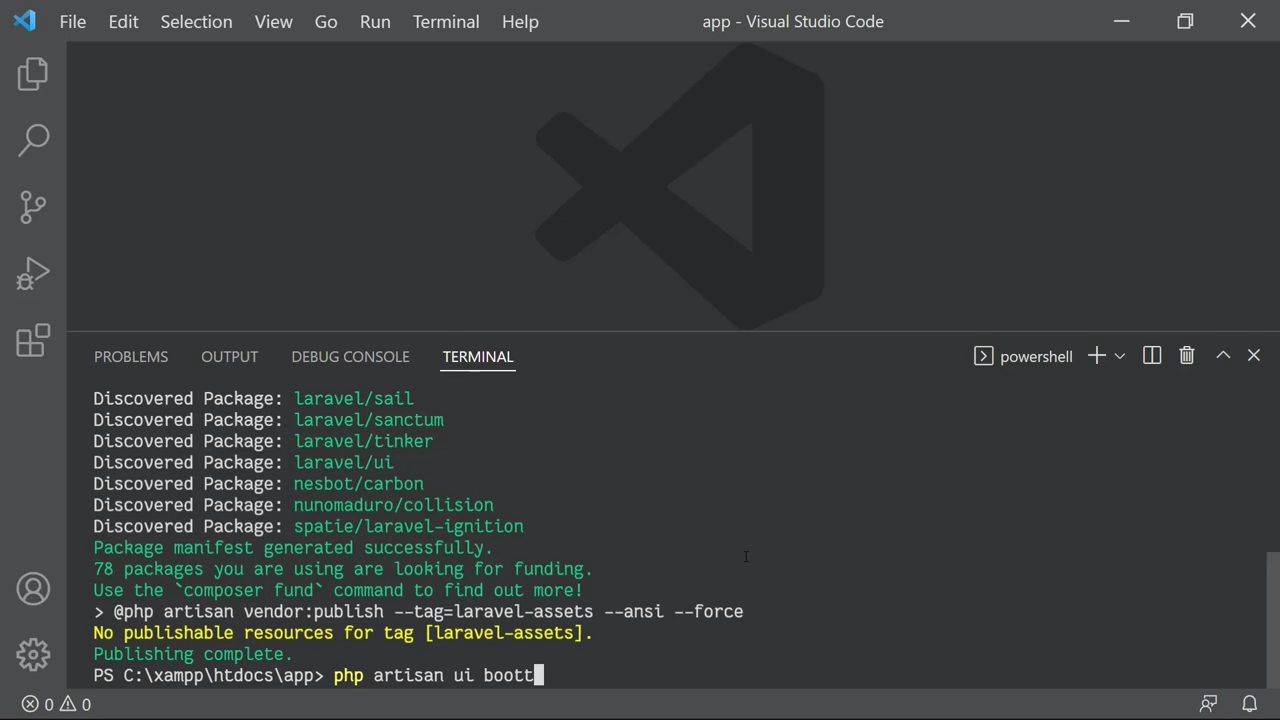 File Edit Selection View Go Run Terminal Help app - Visual Studio Code
PROBLEMS OUTPUT DEBUG CONSOLE TERMINAL powershell
Discovered Package: laravel/sail
Discovered Package: laravel/sanctum
Discovered Package: laravel/tinker
Discovered Package: laravel/ui
Discovered Package: nesbot/carbon
Discovered Package: nunomaduro/collision
Discovered Package: spatie/laravel-ignition
Package manifest generated successfully.
78 packages you are using are looking for funding.
Use the `composer fund` command to find out more!
> @php artisan vendor:publish --tag=laravel-assets --ansi --force
No publishable resources for tag [laravel-assets].
Publishing complete.
PS C:\xampp\htdocs\app> php artisan ui boott
0 0